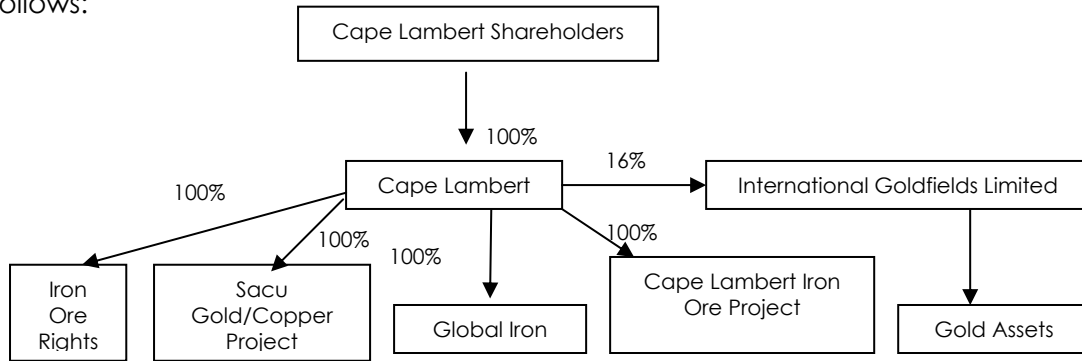 ollows:
Cape Lambert Shareholders
100%
16%
Cape Lambert
International Goldfields Limited
100%
100%
100%
100%
Iron
Ore
Rights
Sacu
Gold/Copper
Project
Global Iron
Cape Lambert Iron
Ore Project
Gold Assets